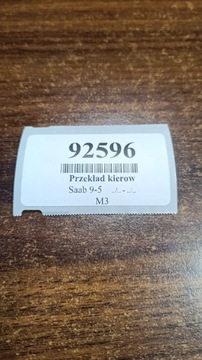 92596
Przekład kierow
Saab 9-5 ../.. - ../..
M3